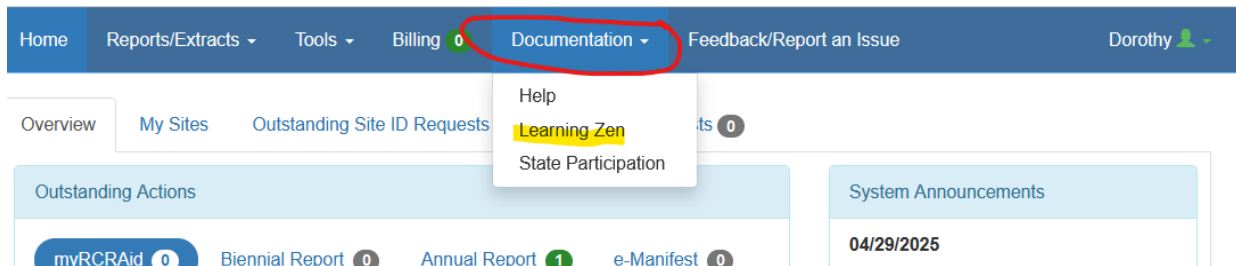 Home Reports/Extracts Tools Billing 0 Documentation Feedback/Report an Issue Dorothy
Help
Overview My Sites Outstanding Site ID Requests Learning Zen 0
State Participation
Outstanding Actions System Announcements
myRCRAid 0 Biennial Report 0 Annual Report 1 e-Manifest 0 04/29/2025